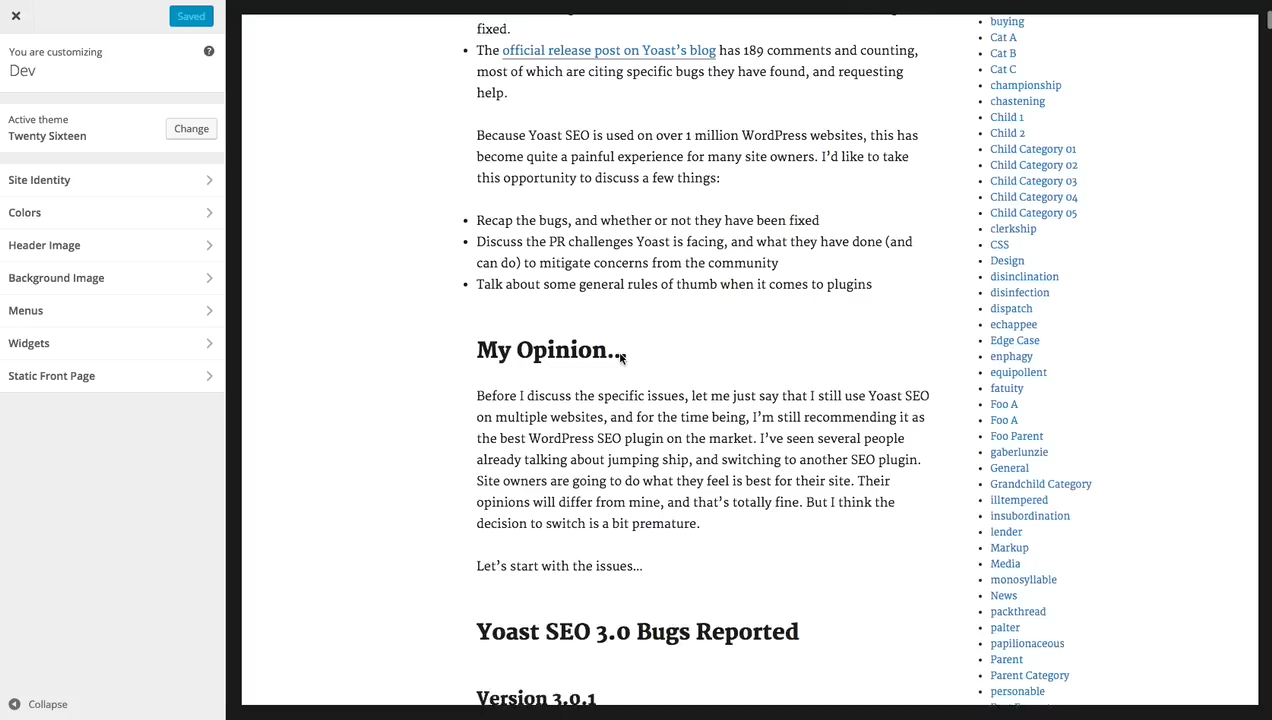 Saved
You are customizing
Dev
Active theme
Twenty Sixteen
Change
Site Identity
Colors
Header Image
Background Image
Menus
Widgets
Static Front Page
Collapse
fixed.
The official release post on Yoast's blog has 189 comments and counting,
most of which are citing specific bugs they have found, and requesting
help.
Because Yoast SEO is used on over 1 million WordPress websites, this has
become quite a painful experience for many site owners. I'd like to take
this opportunity to discuss a few things:
Recap the bugs, and whether or not they have been fixed
Discuss the PR challenges Yoast is facing, and what they have done (and
can do) to mitigate concerns from the community
Talk about some general rules of thumb when it comes to plugins
My Opinion…
Before I discuss the specific issues, let me just say that I still use Yoast SEO
on multiple websites, and for the time being, I'm still recommending it as
the best WordPress SEO plugin on the market. I've seen several people
already talking about jumping ship, and switching to another SEO plugin.
Site owners are going to do what they feel is best for their site. Their
opinions will differ from mine, and that's totally fine. But I think the
decision to switch is a bit premature.
Let's start with the issues…
Yoast SEO 3.0 Bugs Reported
Version 3.0.1
buying
Cat A
Cat B
Cat C
championship
chastening
Child 1
Child 2
Child Category 01
Child Category 02
Child Category 03
Child Category 04
Child Category 05
clerkship
CSS
Design
disinclination
disinfection
dispatch
echappee
Edge Case
enphagy
equipollent
fatuity
Foo A
Foo A
Foo Parent
gaberlunzie
General
Grandchild Category
illtempered
insubordination
lender
Markup
Media
monosyllable
News
packthread
palter
papilionaceous
Parent
Parent Category
personable